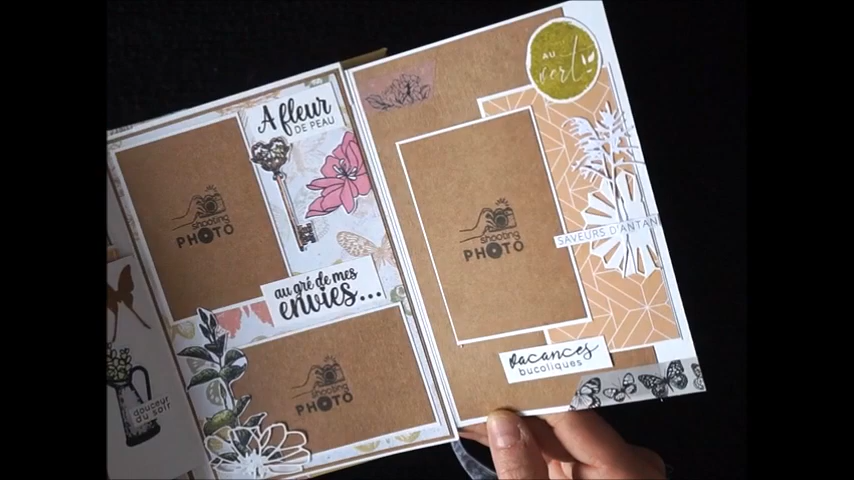 A fleur
DE PEAU
shooting
PHOTO
au gré de mes
envies...
shooting
PHOTO
douceur
du soir
AU
vert
shooting
PHOTO
SAVEURS D'ANTAN
vacances
bucoliques